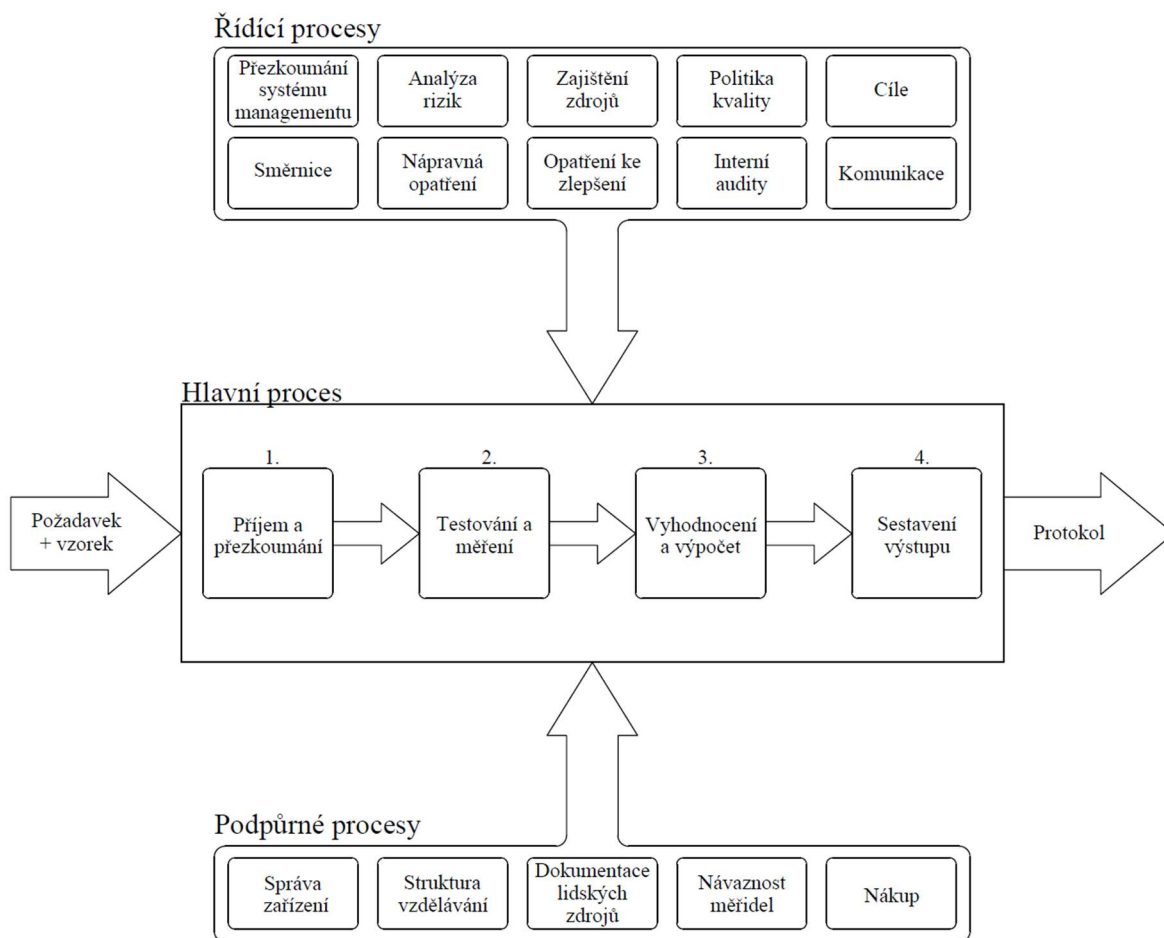 Řídící procesy
Přezkoumání
systému
managementu
Analýza
rizik
Zajištění
zdrojů
Politika
kvality
Cíle
Směrnice
Nápravná
opatření
Opatření ke
zlepšení
Interní
audity
Komunikace
Hlavní proces
Požadavek
+ vzorek
1.
Příjem a
přezkoumání
2.
Testování a
měření
3.
Vyhodnocení
a výpočet
4.
Sestavení
výstupu
Protokol
Podpůrné procesy
Správa
zařízení
Struktura
vzdělávání
Dokumentace
lidských
zdrojů
Návaznost
měřidel
Nákup